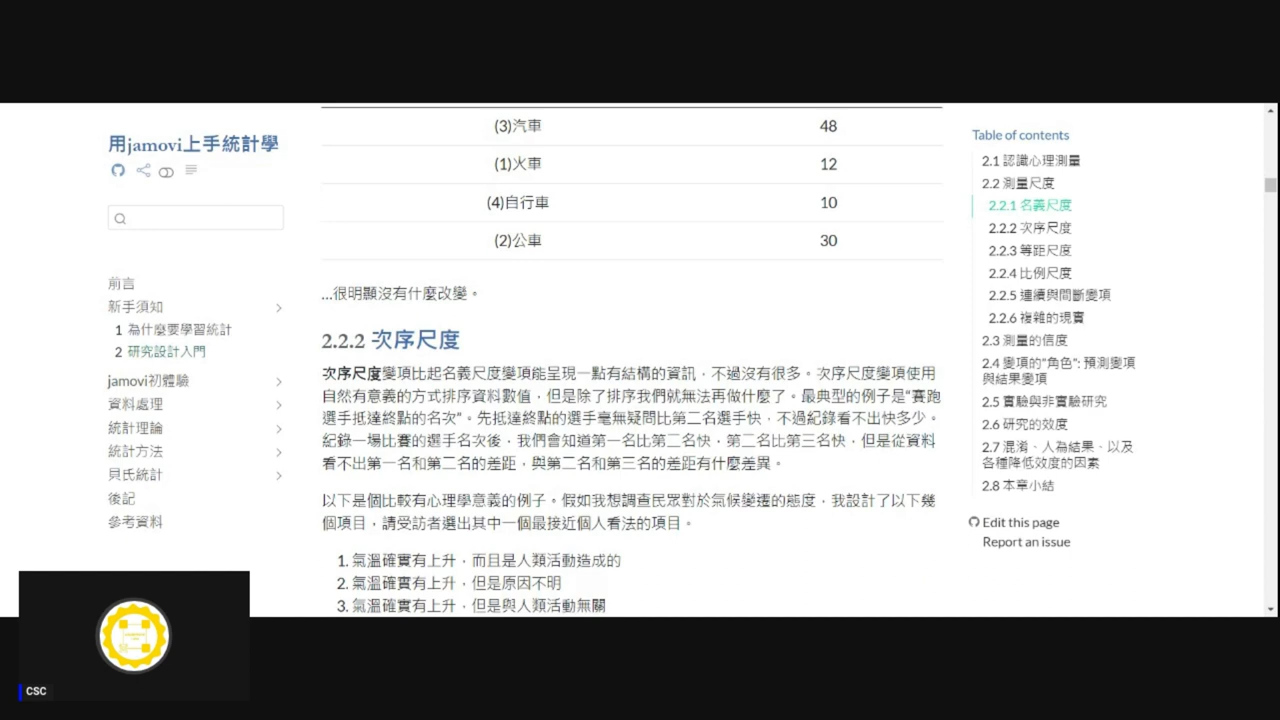 用jamovi上手統計學
前言
新手須知
1 為什麼要學習統計
2 研究設計入門
jamovi初體驗
資料處理
統計理論
統計方法
貝氏統計
後記
參考資料
(3)汽車 48
(1)火車 12
(4)自行車 10
(2)公車 30
...很明顯沒有什麼改變。
2.2.2 次序尺度
次序尺度變項比起名義尺度變項能呈現一點有結構的資訊，不過沒有很多。次序尺度變項使用
自然有意義的方式排序資料數值，但是除了排序我們就無法再做什麼了。最典型的例子是"賽跑
選手抵達終點的名次"。先抵達終點的選手毫無疑問比第二名選手快，不過紀錄看不出快多少。
紀錄一場比賽的選手名次後，我們會知道第一名比第二名快，第二名比第三名快，但是從資料
看不出第一名和第二名的差距，與第二名和第三名的差距有什麼差異。
以下是個比較有心理學意義的例子。假如我想調查民眾對於氣候變遷的態度，我設計了以下幾
個項目，請受訪者選出其中一個最接近個人看法的項目。
1. 氣溫確實有上升，而且是人類活動造成的
2. 氣溫確實有上升，但是原因不明
3. 氣溫確實有上升，但是與人類活動無關
Table of contents
2.1 認識心理測量
2.2 測量尺度
2.2.1 名義尺度
2.2.2 次序尺度
2.2.3 等距尺度
2.2.4 比例尺度
2.2.5 連續與間斷變項
2.2.6 複雜的現實
2.3 測量的信度
2.4 變項的"角色": 預測變項
與結果變項
2.5 實驗與非實驗研究
2.6 研究的效度
2.7 混淆、人為結果、以及
各種降低效度的因素
2.8 本章小結
Edit this page
Report an issue
CSC